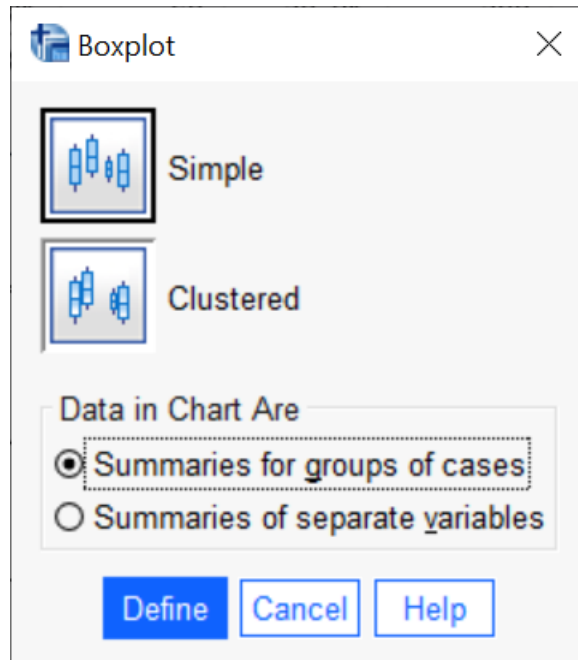 Boxplot
Simple
Clustered
Data in Chart Are
Summaries for groups of cases
Summaries of separate variables
Define Cancel Help